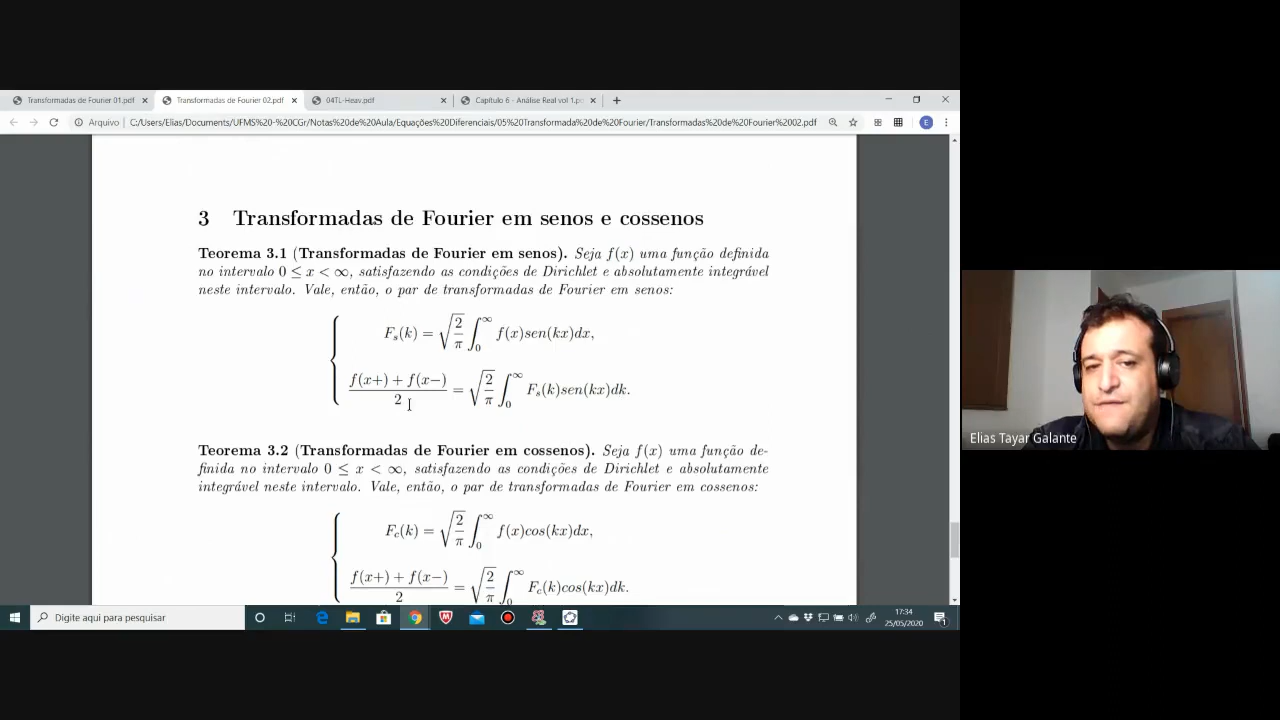 Transformadas de Fourier 01.pdf
Transformadas de Fourier 02.pdf
04TL-Heav.pdf
Capítulo 6 - Análise Real vol 1.p
Arquivo
C:/Users/Elias/Documents/UFMS%20-%20CGr/Notas%20de%20Aula/Equações%20Diferenciais/05%20Transformada%20de%20Fourier/Transformadas%20de%20Fourier%2002.pdf
E
3 Transformadas de Fourier em senos e cossenos
Teorema 3.1 (Transformadas de Fourier em senos). Seja f(x) uma função definida
no intervalo 0 ≤ x < ∞, satisfazendo as condições de Dirichlet e absolutamente integrável
neste intervalo. Vale, então, o par de transformadas de Fourier em senos:
F_s(k) = √(2/π) ∫_0^∞ f(x)sen(kx)dx,
(f(x+) + f(x−))/2 = √(2/π) ∫_0^∞ F_s(k)sen(kx)dk.
Teorema 3.2 (Transformadas de Fourier em cossenos). Seja f(x) uma função de-
finida no intervalo 0 ≤ x < ∞, satisfazendo as condições de Dirichlet e absolutamente
integrável neste intervalo. Vale, então, o par de transformadas de Fourier em cossenos:
F_c(k) = √(2/π) ∫_0^∞ f(x)cos(kx)dx,
(f(x+) + f(x−))/2 = √(2/π) ∫_0^∞ F_c(k)cos(kx)dk.
Elias Tayar Galante
Digite aqui para pesquisar
17:34
25/05/2020